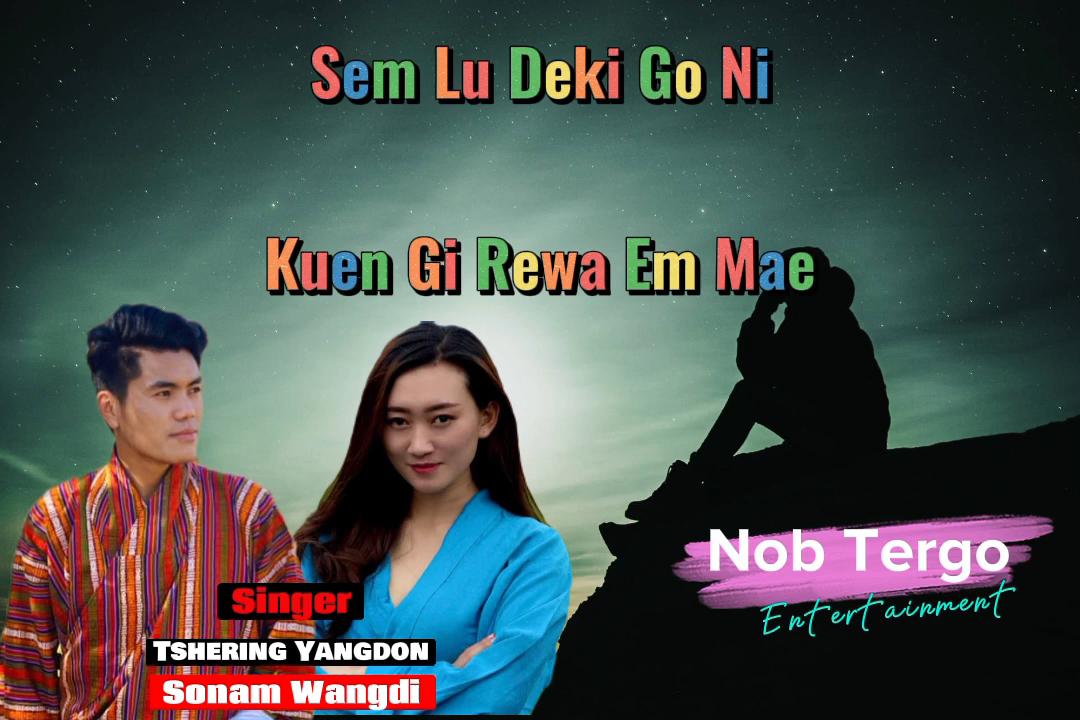 Sem Lu Deki Go Ni
Kuen Gi Rewa Em Mae
Nob Tergo
Entertainment
Singer
TSHERING YANGDON
Sonam Wangdi